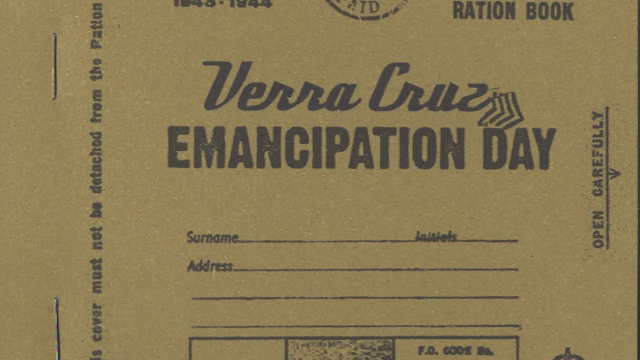 1943-1944
PAID
RATION BOOK
Verra Cruz
EMANCIPATION DAY
Surname
Initials
Address
F.O. CODE No.
is cover must not be detached from the Ration
OPEN CAREFULLY